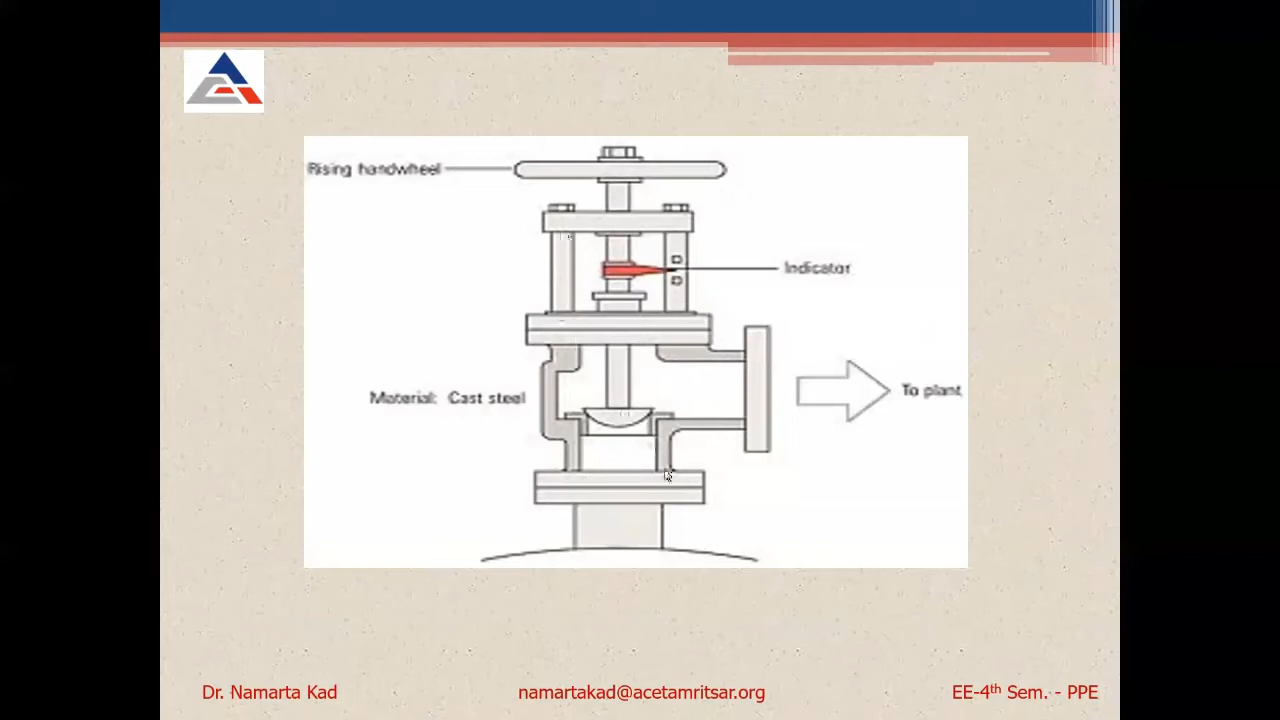 Rising handwheel
Indicator
Material: Cast steel
To plant
Dr. Namarta Kad
namartakad@acetamritsar.org
EE-4th Sem. - PPE